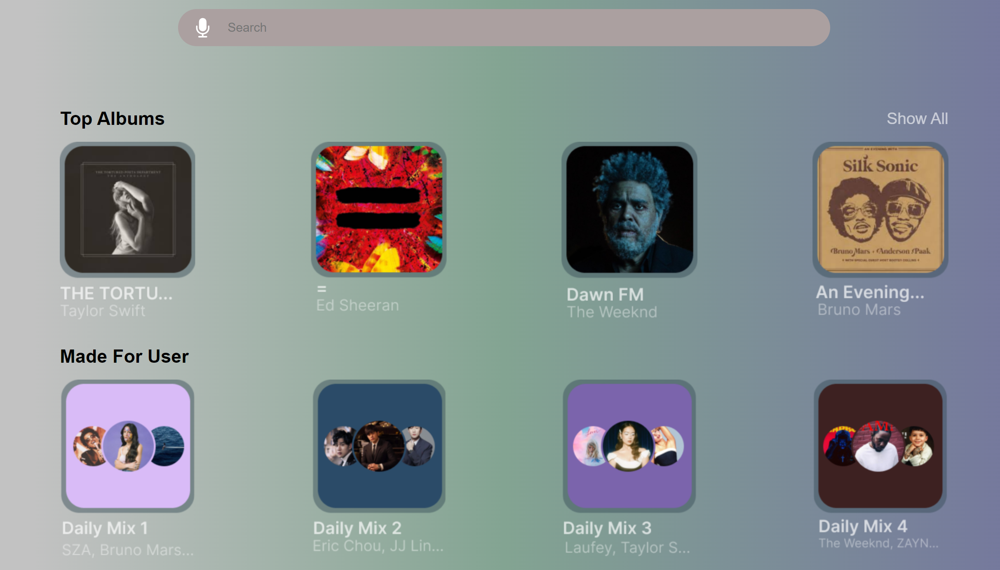 Search
Top Albums
Show All
THE TORTURED POETS DEPARTMENT
THE ANTHOLOGY
AN EVENING WITH
Silk Sonic
Bruno Mars + Anderson .Paak
+ WITH SPECIAL GUEST HOST BOOTSY COLLINS +
THE TORTU...
Taylor Swift
=
Ed Sheeran
Dawn FM
The Weeknd
An Evening...
Bruno Mars
Made For User
Lover
Daily Mix 1
SZA, Bruno Mars...
Daily Mix 2
Eric Chou, JJ Lin...
Daily Mix 3
Laufey, Taylor S...
Daily Mix 4
The Weeknd, ZAYN...